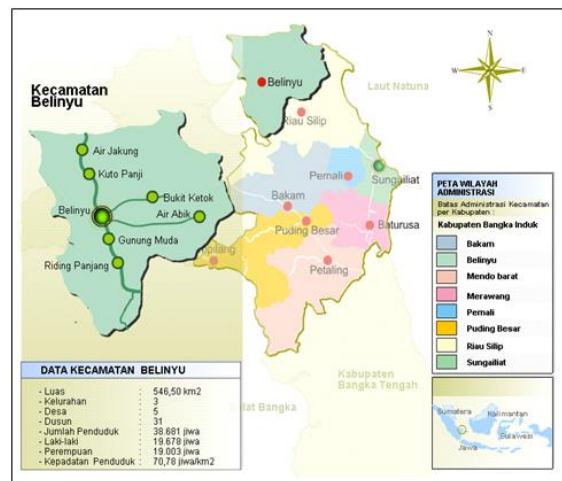 Kecamatan
Belinyu
Air Jakung
Kuto Panji
Belinyu
Bukit Ketok
Air Abik
Gunung Muda
Riding Panjang
Belinyu
Riau Silip
Laut Natuna
N
W
E
S
Pemali
Sungailiat
Bakam
Puding Besar
Baturusa
Petaling
Kabupaten
Bangka Tengah
Selat Bangka
PETA WILAYAH
ADMINISTRASI
Batas Administrasi Kecamatan
per Kabupaten :
Kabupaten Bangka Induk
Bakam
Belinyu
Mendo barat
Merawang
Pemali
Puding Besar
Riau Silip
Sungailiat
Sumatera
Kalimantan
Sulawesi
Jawa
DATA KECAMATAN BELINYU
- Luas : 546,50 km2
- Kelurahan : 3
- Desa : 5
- Dusun : 31
- Jumlah Penduduk : 38.681 jiwa
- Laki-laki : 19.678 jiwa
- Perempuan : 19.003 jiwa
- Kepadatan Penduduk : 70,78 jiwa/km2